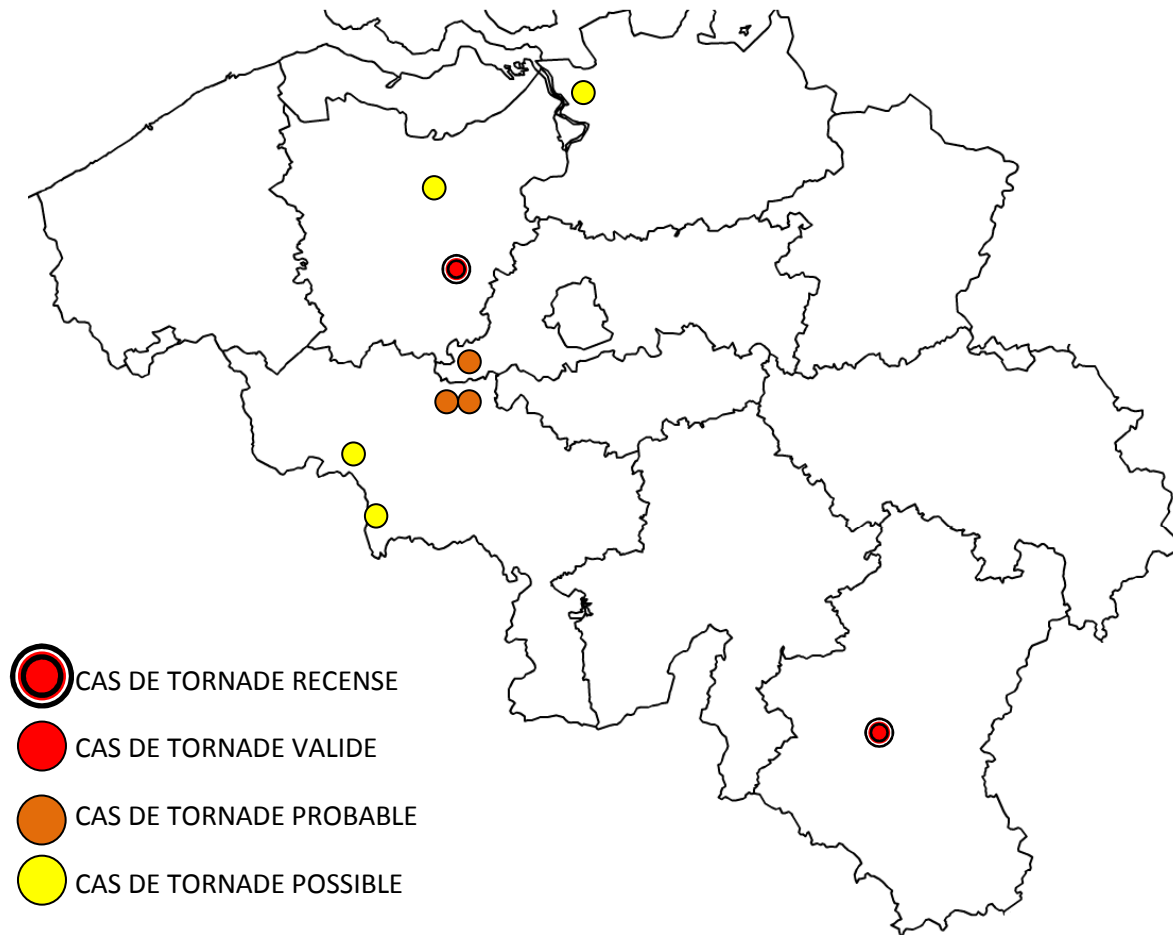 CAS DE TORNADE RECENSE
CAS DE TORNADE VALIDE
CAS DE TORNADE PROBABLE
CAS DE TORNADE POSSIBLE